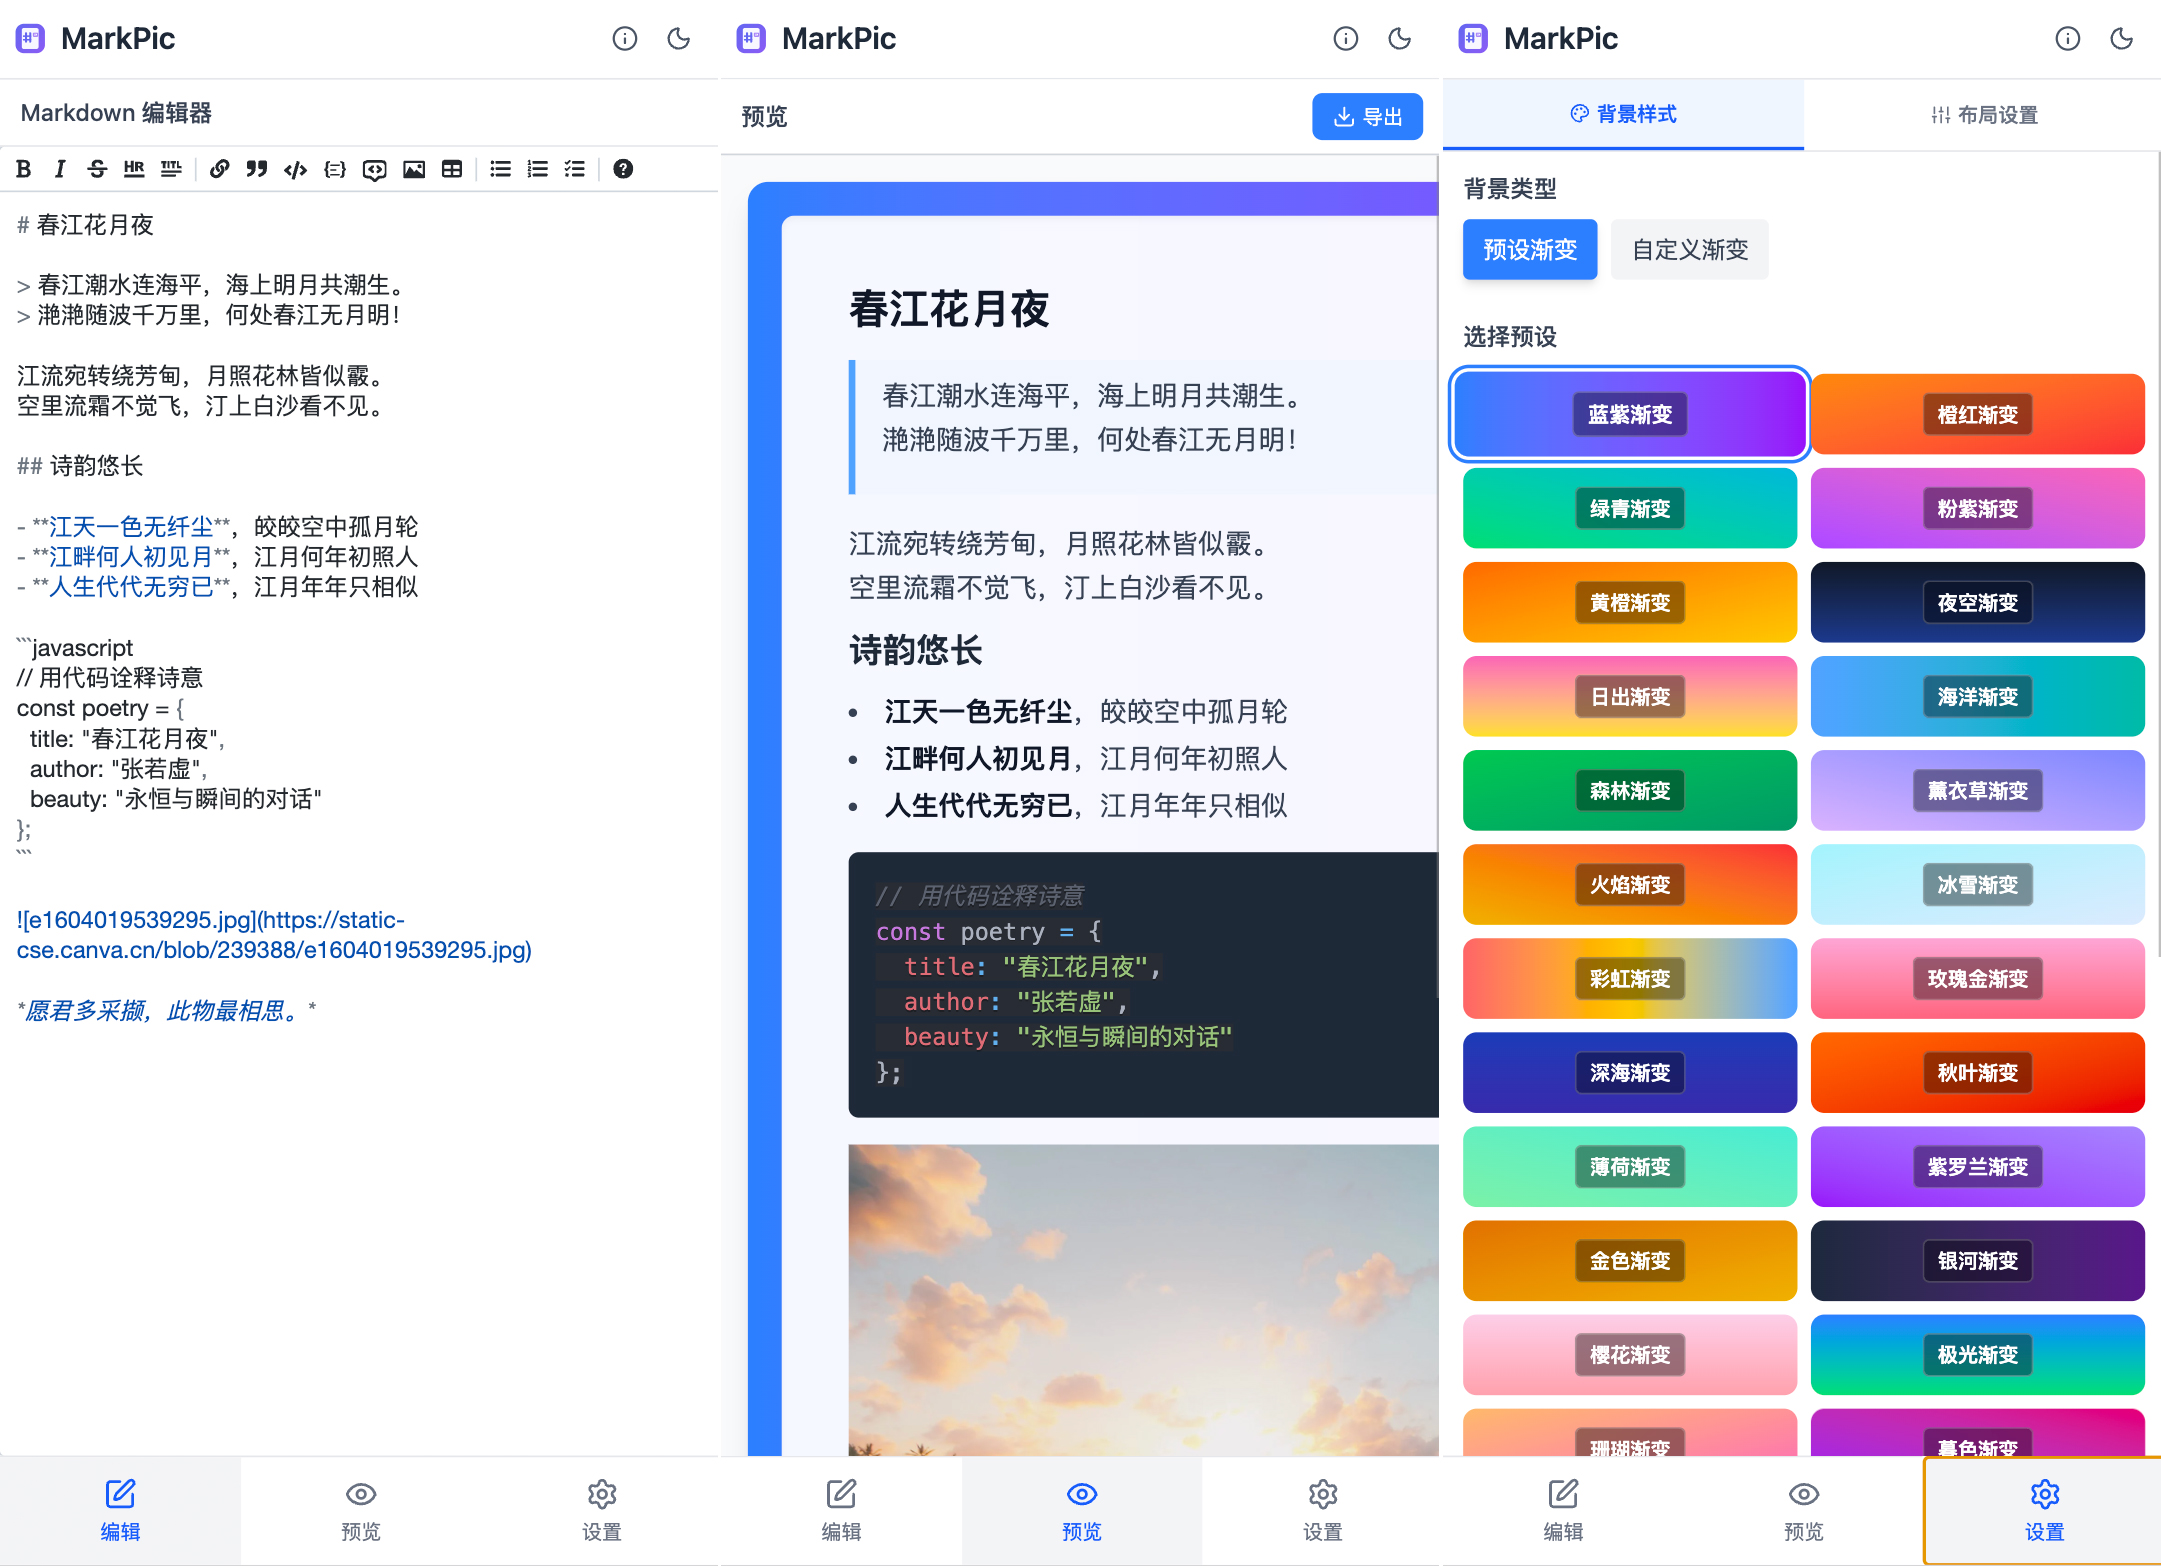 MarkPic
Markdown 编辑器
# 春江花月夜
> 春江潮水连海平，海上明月共潮生。
> 滟滟随波千万里，何处春江无月明！
江流宛转绕芳甸，月照花林皆似霰。
空里流霜不觉飞，汀上白沙看不见。
## 诗韵悠长
- **江天一色无纤尘**，皎皎空中孤月轮
- **江畔何人初见月**，江月何年初照人
- **人生代代无穷已**，江月年年只相似
```javascript
// 用代码诠释诗意
const poetry = {
  title: "春江花月夜",
  author: "张若虚",
  beauty: "永恒与瞬间的对话"
};
```
![e1604019539295.jpg](https://static-
cse.canva.cn/blob/239388/e1604019539295.jpg)
*愿君多采撷，此物最相思。*
编辑
预览
设置
MarkPic
预览
导出
春江花月夜
春江潮水连海平，海上明月共潮生。
滟滟随波千万里，何处春江无月明！
江流宛转绕芳甸，月照花林皆似霰。
空里流霜不觉飞，汀上白沙看不见。
诗韵悠长
• 江天一色无纤尘，皎皎空中孤月轮
• 江畔何人初见月，江月何年初照人
• 人生代代无穷已，江月年年只相似
// 用代码诠释诗意
const poetry = {
  title: "春江花月夜",
  author: "张若虚",
  beauty: "永恒与瞬间的对话"
};
编辑
预览
设置
MarkPic
背景样式
布局设置
背景类型
预设渐变
自定义渐变
选择预设
蓝紫渐变
橙红渐变
绿青渐变
粉紫渐变
黄橙渐变
夜空渐变
日出渐变
海洋渐变
森林渐变
薰衣草渐变
火焰渐变
冰雪渐变
彩虹渐变
玫瑰金渐变
深海渐变
秋叶渐变
薄荷渐变
紫罗兰渐变
金色渐变
银河渐变
樱花渐变
极光渐变
珊瑚渐变
暮色渐变
编辑
预览
设置